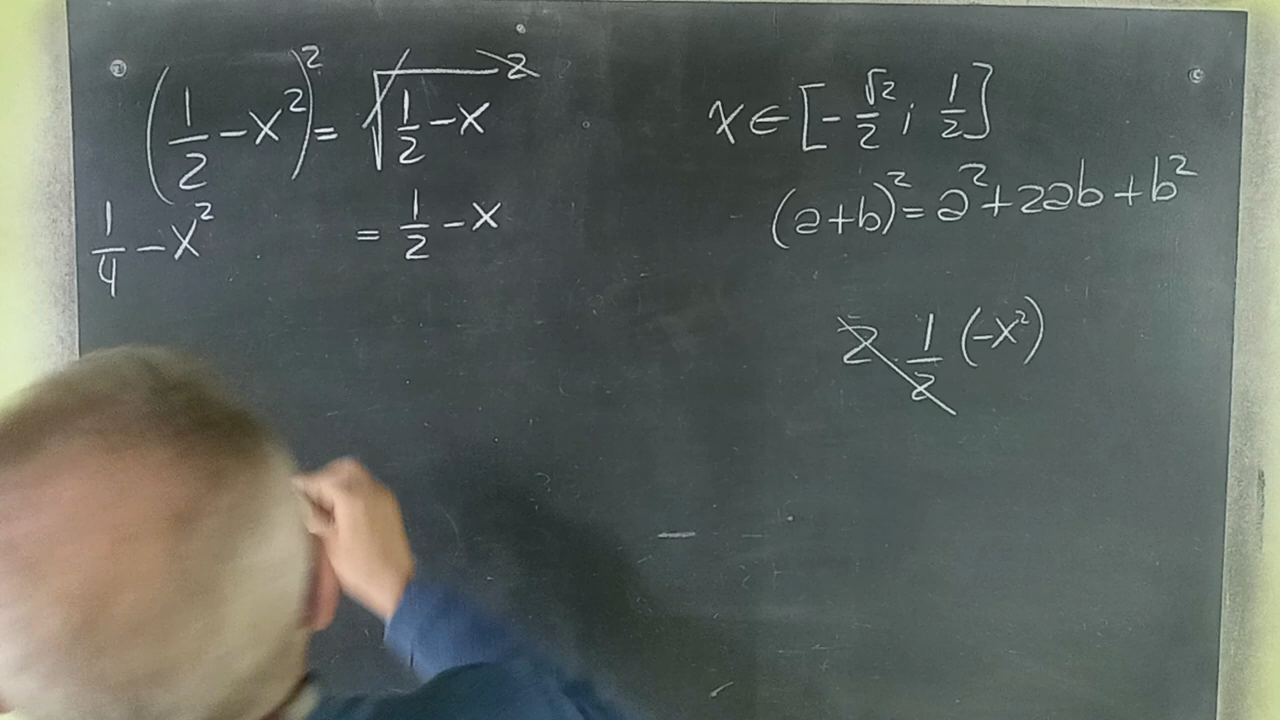 (1/2 - x²)² = √(1/2 - x)²
1/4 - x² = 1/2 - x
x ∈ [-√2/2 ; 1/2]
(a+b)² = a² + 2ab + b²
2 · 1/2 (-x²)